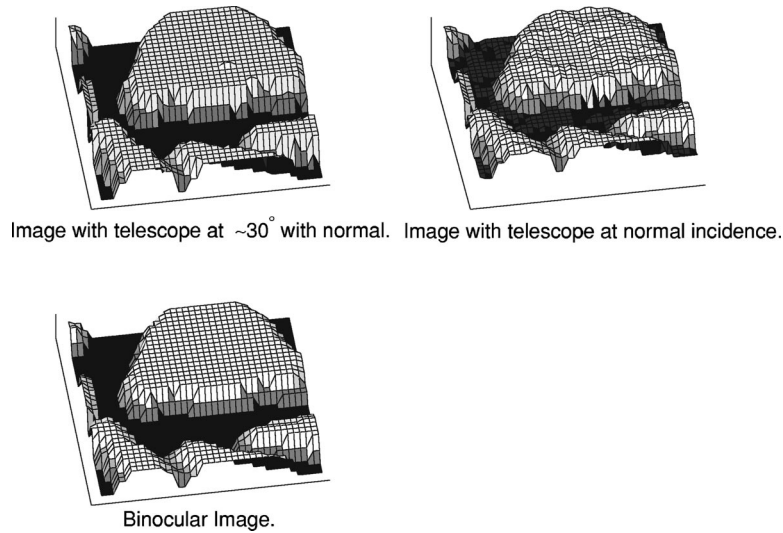 Image with telescope at ~30° with normal.
Image with telescope at normal incidence.
Binocular Image.